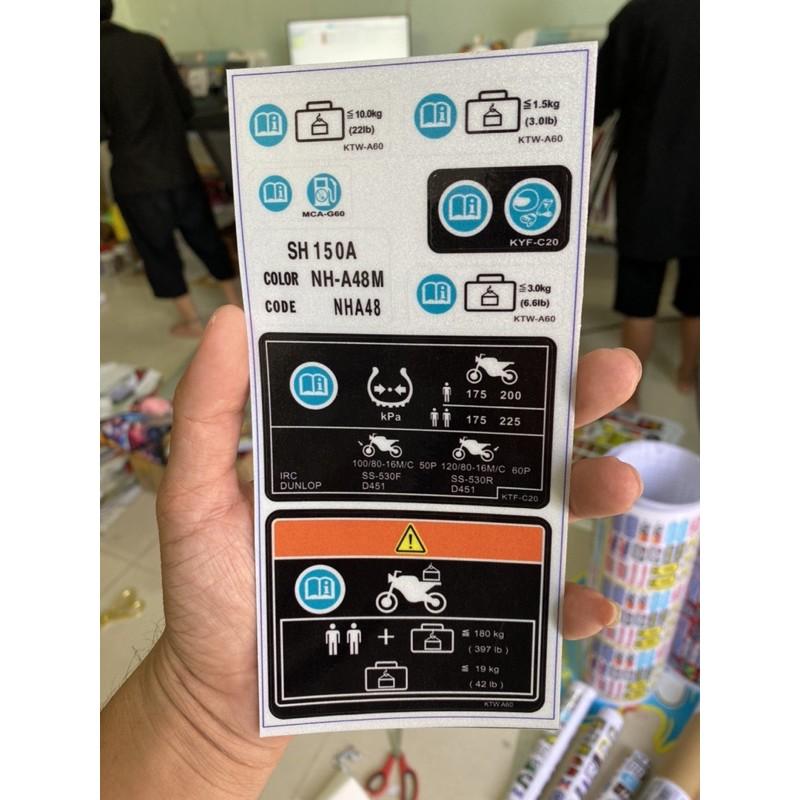 ≦10.0kg
(22lb)
KTW-A60
≦1.5kg
(3.0lb)
KTW-A60
MCA-G60
KYF-C20
SH150A
COLOR NH-A48M
CODE NHA48
≦3.0kg
(6.6lb)
KTW-A60
kPa
175 200
175 225
100/80-16M/C 50P 120/80-16M/C 60P
IRC SS-530F SS-530R
DUNLOP D451 D451
KTF-C20
+ ≦ 180 kg
( 397 lb )
≦ 19 kg
( 42 lb )
KTW A60